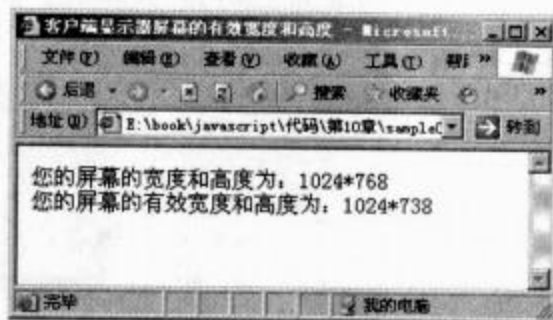 客户端显示器屏幕的有效宽度和高度 - Microsoft
文件(F) 编辑(E) 查看(V) 收藏(A) 工具(T) »
后退 搜索 收藏夹 »
地址(D) E:\book\javascript\代码\第10章\sample 转到
您的屏幕的宽度和高度为：1024*768
您的屏幕的有效宽度和高度为：1024*738
完毕 我的电脑